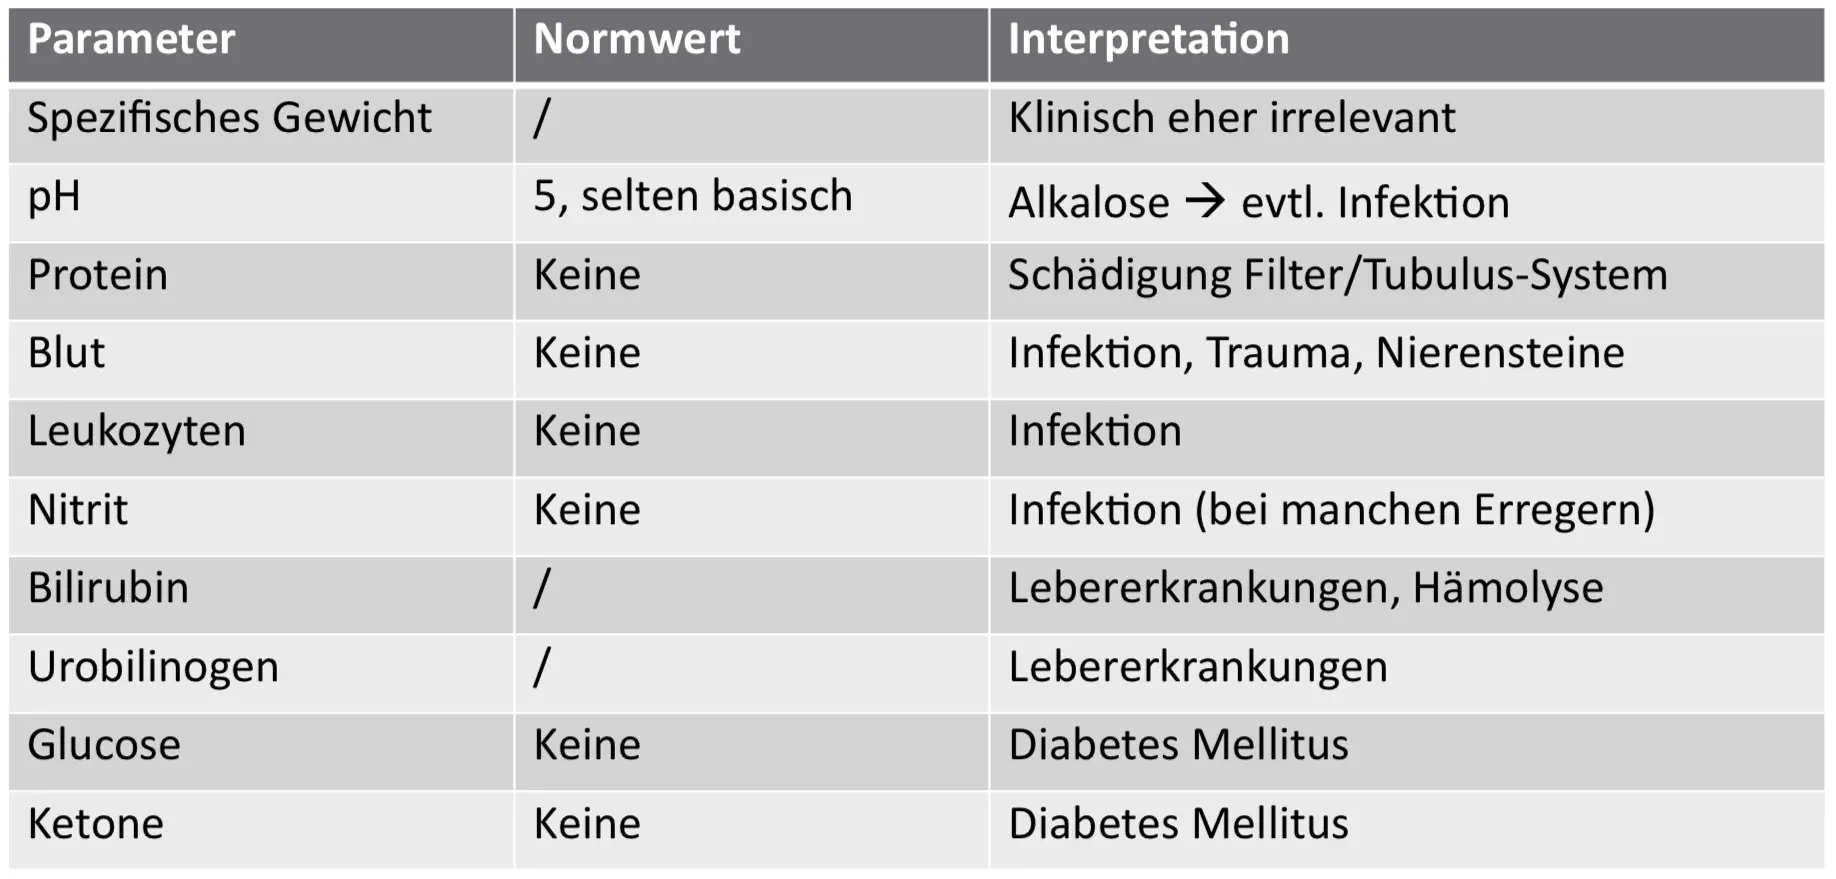 Parameter Normwert Interpretation
Spezifisches Gewicht / Klinisch eher irrelevant
pH 5, selten basisch Alkalose → evtl. Infektion
Protein Keine Schädigung Filter/Tubulus-System
Blut Keine Infektion, Trauma, Nierensteine
Leukozyten Keine Infektion
Nitrit Keine Infektion (bei manchen Erregern)
Bilirubin / Lebererkrankungen, Hämolyse
Urobilinogen / Lebererkrankungen
Glucose Keine Diabetes Mellitus
Ketone Keine Diabetes Mellitus